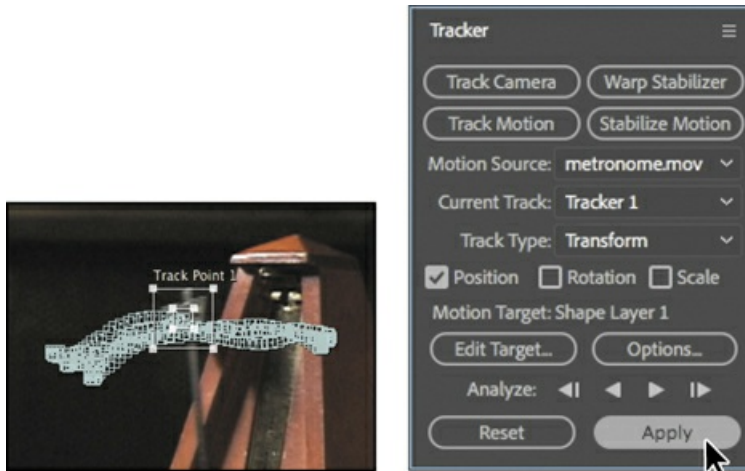 Track Point 1
Tracker
Track Camera Warp Stabilizer
Track Motion Stabilize Motion
Motion Source: metronome.mov
Current Track: Tracker 1
Track Type: Transform
Position Rotation Scale
Motion Target: Shape Layer 1
Edit Target... Options...
Analyze:
Reset Apply